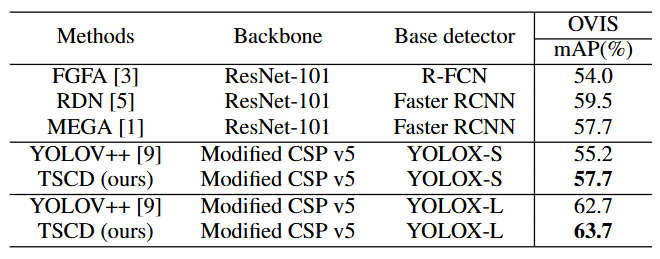 Methods Backbone Base detector OVIS
mAP(%)
FGFA [3] ResNet-101 R-FCN 54.0
RDN [5] ResNet-101 Faster RCNN 59.5
MEGA [1] ResNet-101 Faster RCNN 57.7
YOLOV++ [9] Modified CSP v5 YOLOX-S 55.2
TSCD (ours) Modified CSP v5 YOLOX-S 57.7
YOLOV++ [9] Modified CSP v5 YOLOX-L 62.7
TSCD (ours) Modified CSP v5 YOLOX-L 63.7